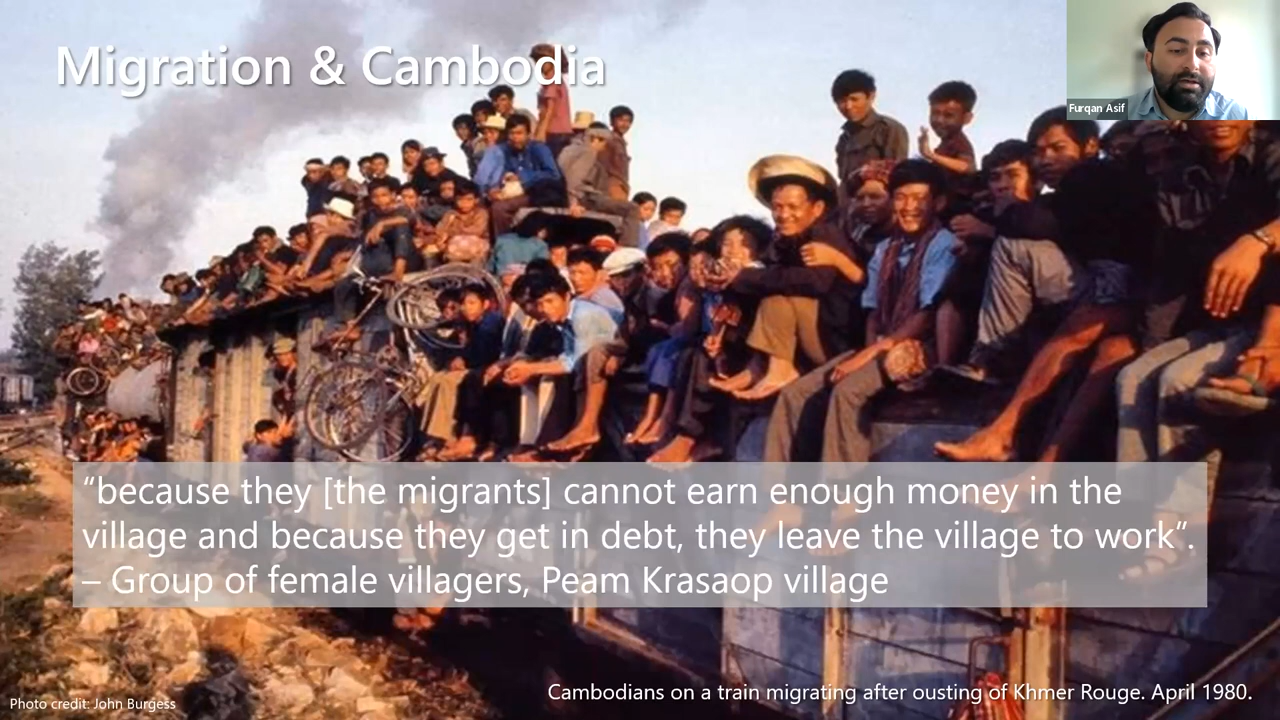 Migration & Cambodia
Furqan Asif
“because they [the migrants] cannot earn enough money in the
village and because they get in debt, they leave the village to work”.
– Group of female villagers, Peam Krasaop village
Cambodians on a train migrating after ousting of Khmer Rouge. April 1980.
Photo credit: John Burgess